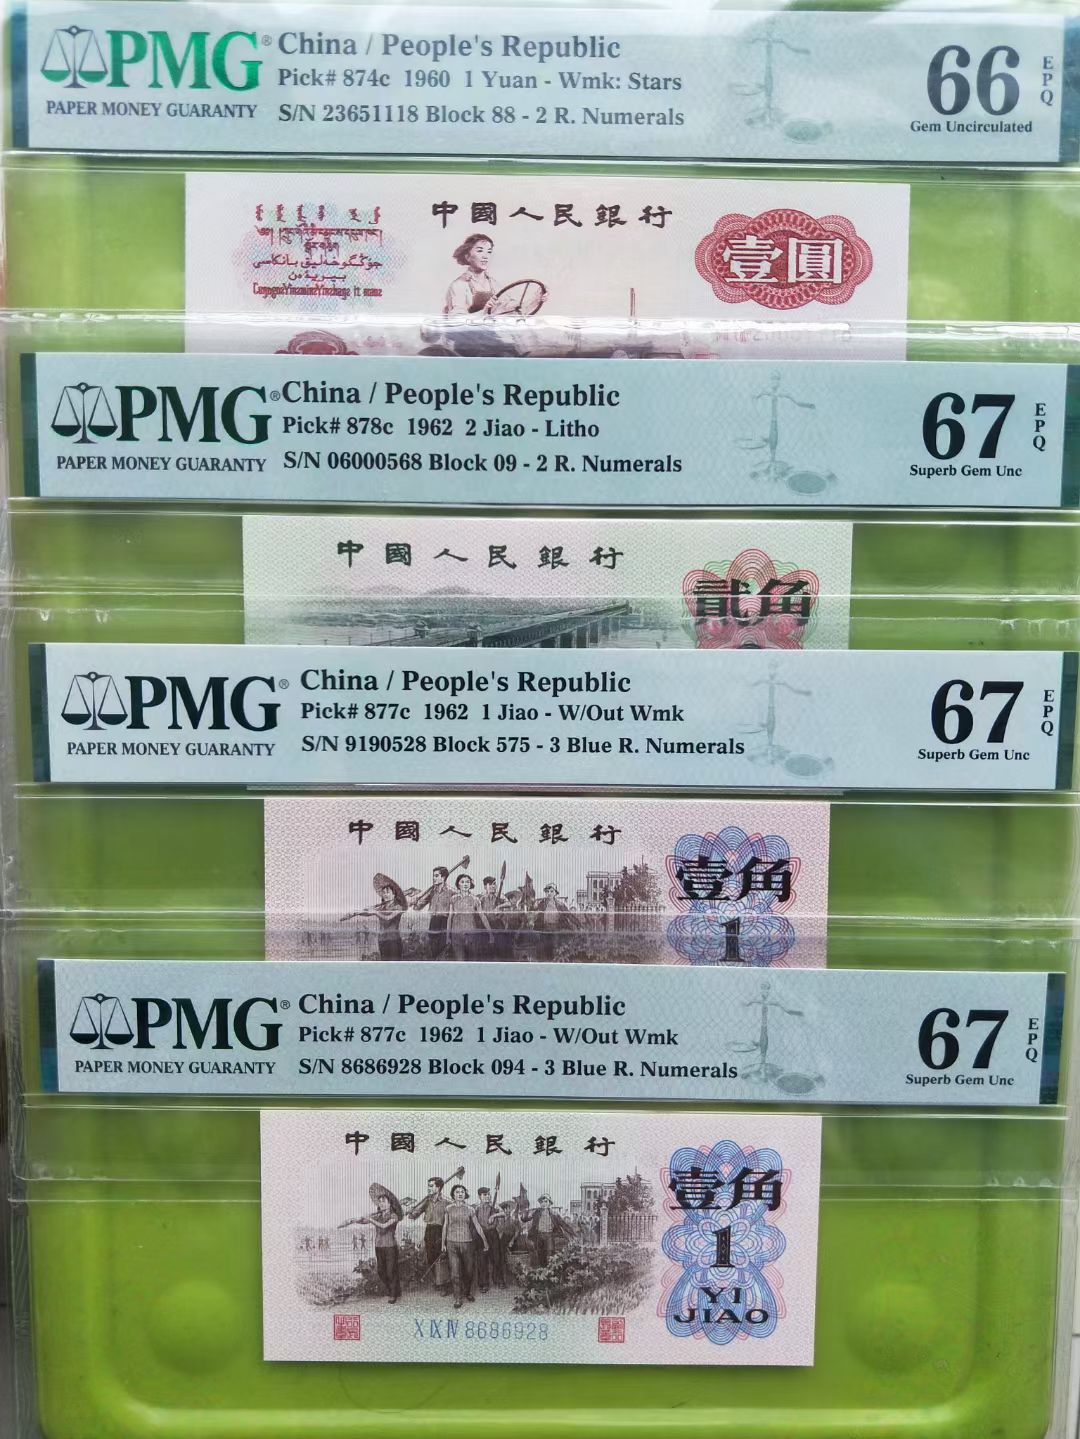 PMG®
PAPER MONEY GUARANTY
China / People's Republic
Pick# 874c 1960 1 Yuan - Wmk: Stars
S/N 23651118 Block 88 - 2 R. Numerals
66
EPQ
Gem Uncirculated
中國人民銀行
壹圓
PMG®
PAPER MONEY GUARANTY
China / People's Republic
Pick# 878c 1962 2 Jiao - Litho
S/N 06000568 Block 09 - 2 R. Numerals
67
EPQ
Superb Gem Unc
中國人民銀行
貳角
PMG®
PAPER MONEY GUARANTY
China / People's Republic
Pick# 877c 1962 1 Jiao - W/Out Wmk
S/N 9190528 Block 575 - 3 Blue R. Numerals
67
EPQ
Superb Gem Unc
中國人民銀行
壹角
1
PMG®
PAPER MONEY GUARANTY
China / People's Republic
Pick# 877c 1962 1 Jiao - W/Out Wmk
S/N 8686928 Block 094 - 3 Blue R. Numerals
67
EPQ
Superb Gem Unc
中國人民銀行
壹角
1
YI
JIAO
X IX IV 8686928